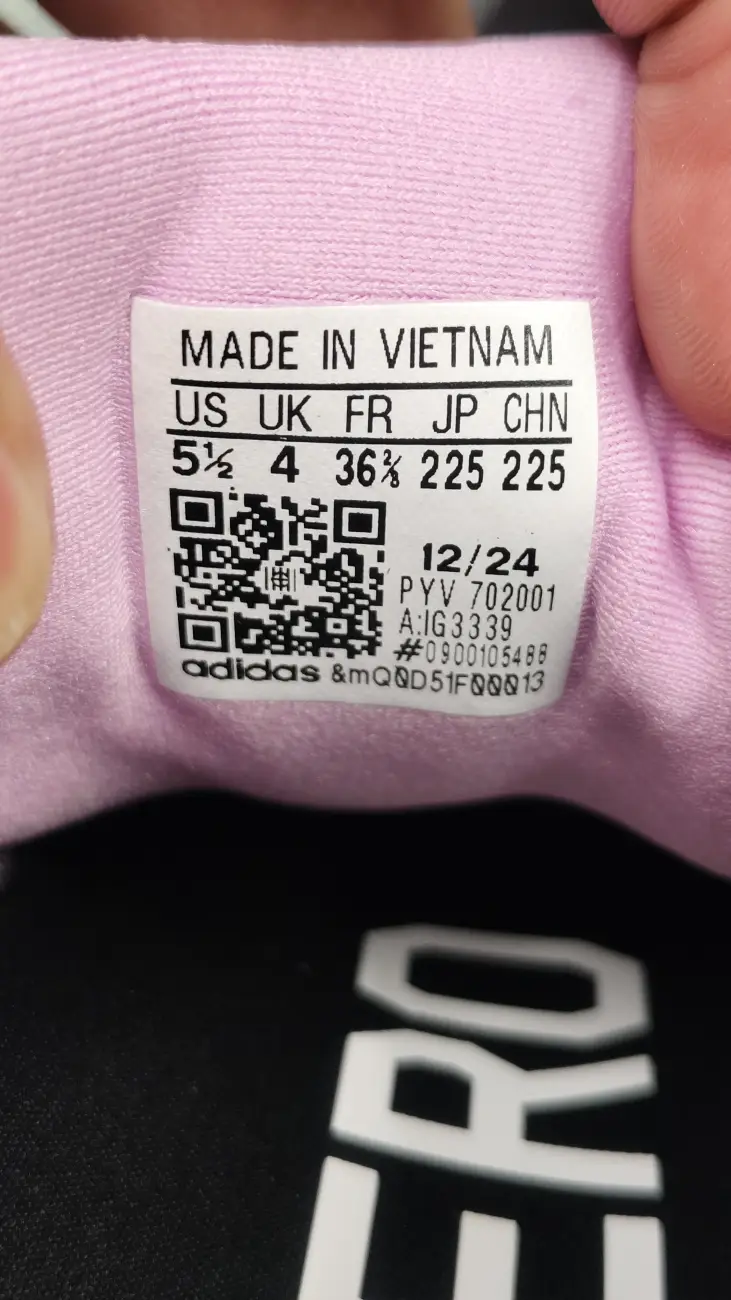 MADE IN VIETNAM
US UK FR JP CHN
5½ 4 36⅔ 225 225
12/24
PYV 702001
A:IG3339
#0900105488
adidas &mQ0D51F00013
ERO